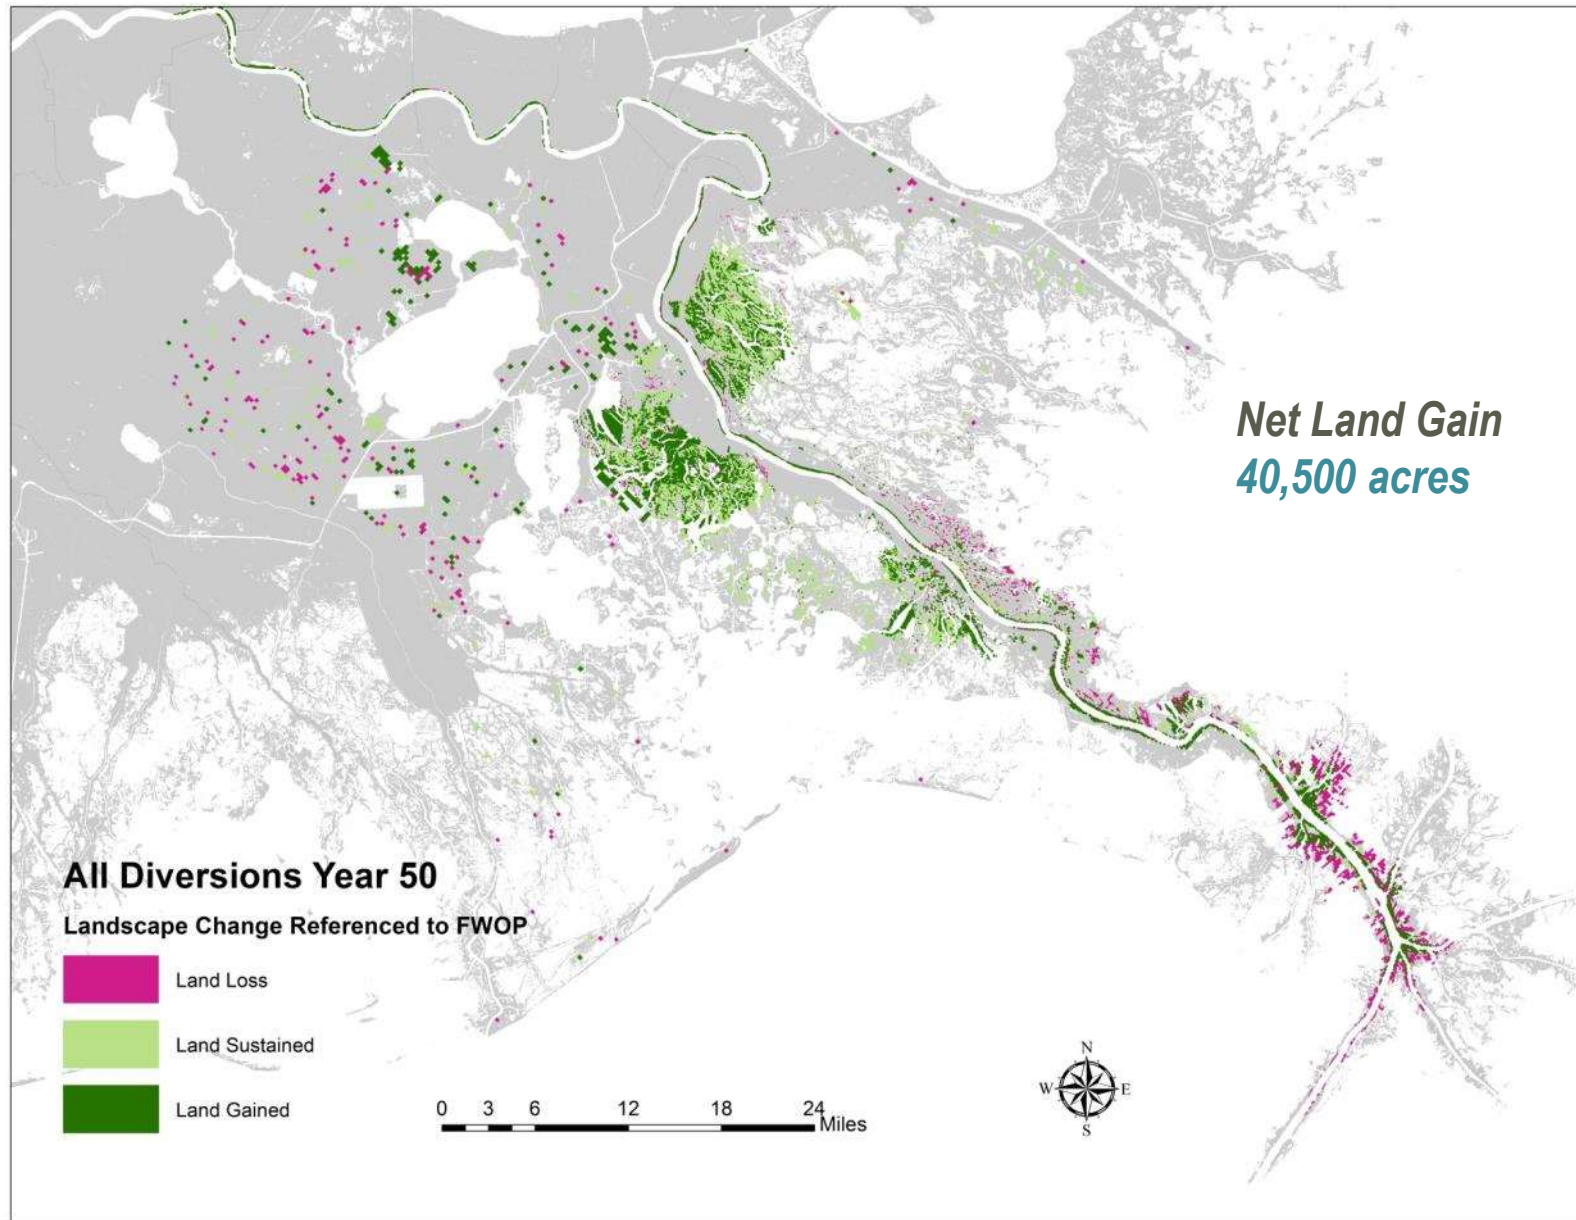 Net Land Gain
40,500 acres
All Diversions Year 50
Landscape Change Referenced to FWOP
Land Loss
Land Sustained
Land Gained
0 3 6 12 18 24
Miles
N
W E
S